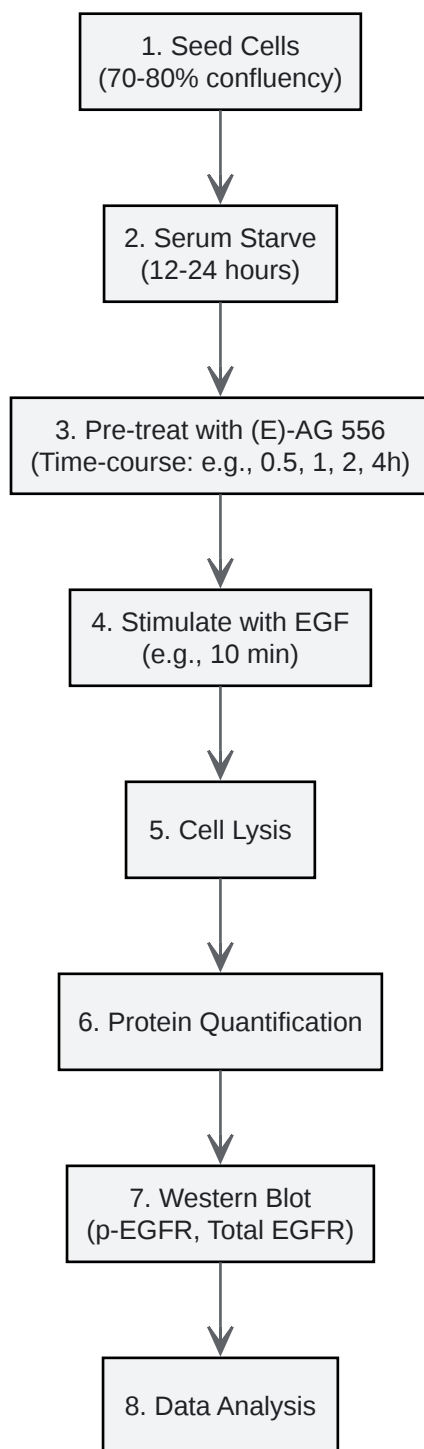 1. Seed Cells
(70-80% confluency)
2. Serum Starve
(12-24 hours)
3. Pre-treat with (E)-AG 556
(Time-course: e.g., 0.5, 1, 2, 4h)
4. Stimulate with EGF
(e.g., 10 min)
5. Cell Lysis
6. Protein Quantification
7. Western Blot
(p-EGFR, Total EGFR)
8. Data Analysis